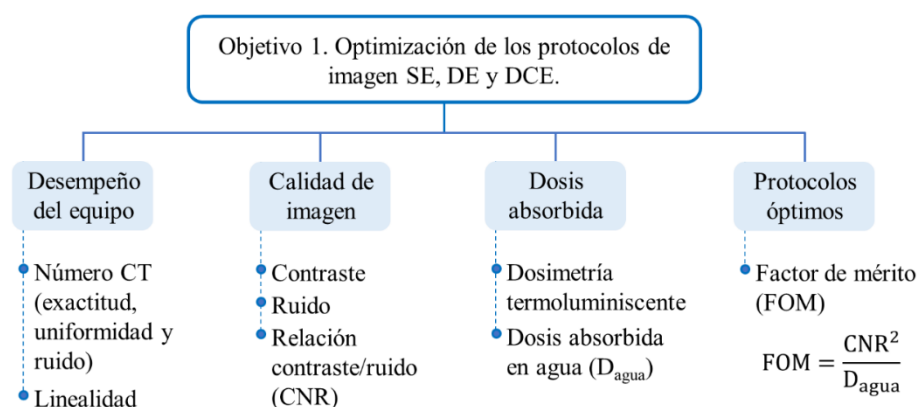 Objetivo 1. Optimización de los protocolos de
imagen SE, DE y DCE.
Desempeño
del equipo
Número CT
(exactitud,
uniformidad y
ruido)
Linealidad
Calidad de
imagen
Contraste
Ruido
Relación
contraste/ruido
(CNR)
Dosis
absorbida
Dosimetría
termoluminiscente
Dosis absorbida
en agua (D_agua)
Protocolos
óptimos
Factor de mérito
(FOM)
FOM = CNR² / D_agua